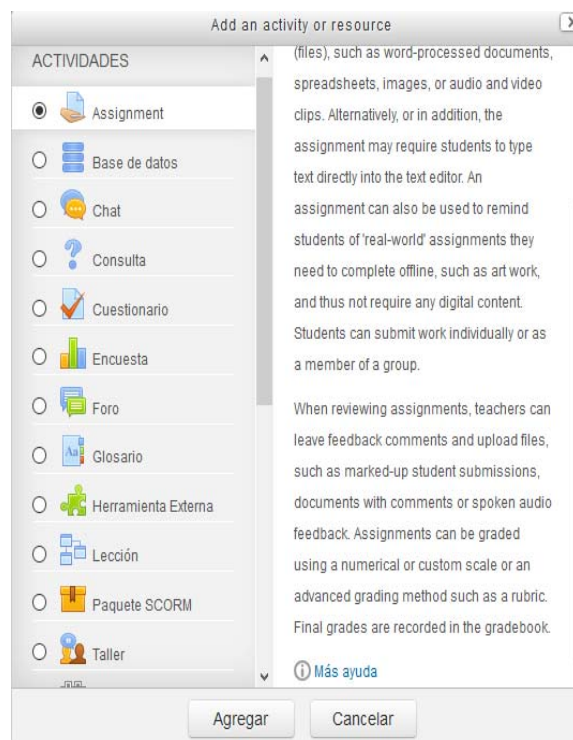 Add an activity or resource
ACTIVIDADES
Assignment
Base de datos
Chat
Consulta
Cuestionario
Encuesta
Foro
Glosario
Herramienta Externa
Lección
Paquete SCORM
Taller
(files), such as word-processed documents,
spreadsheets, images, or audio and video
clips. Alternatively, or in addition, the
assignment may require students to type
text directly into the text editor. An
assignment can also be used to remind
students of 'real-world' assignments they
need to complete offline, such as art work,
and thus not require any digital content.
Students can submit work individually or as
a member of a group.
When reviewing assignments, teachers can
leave feedback comments and upload files,
such as marked-up student submissions,
documents with comments or spoken audio
feedback. Assignments can be graded
using a numerical or custom scale or an
advanced grading method such as a rubric.
Final grades are recorded in the gradebook.
Más ayuda
Agregar
Cancelar